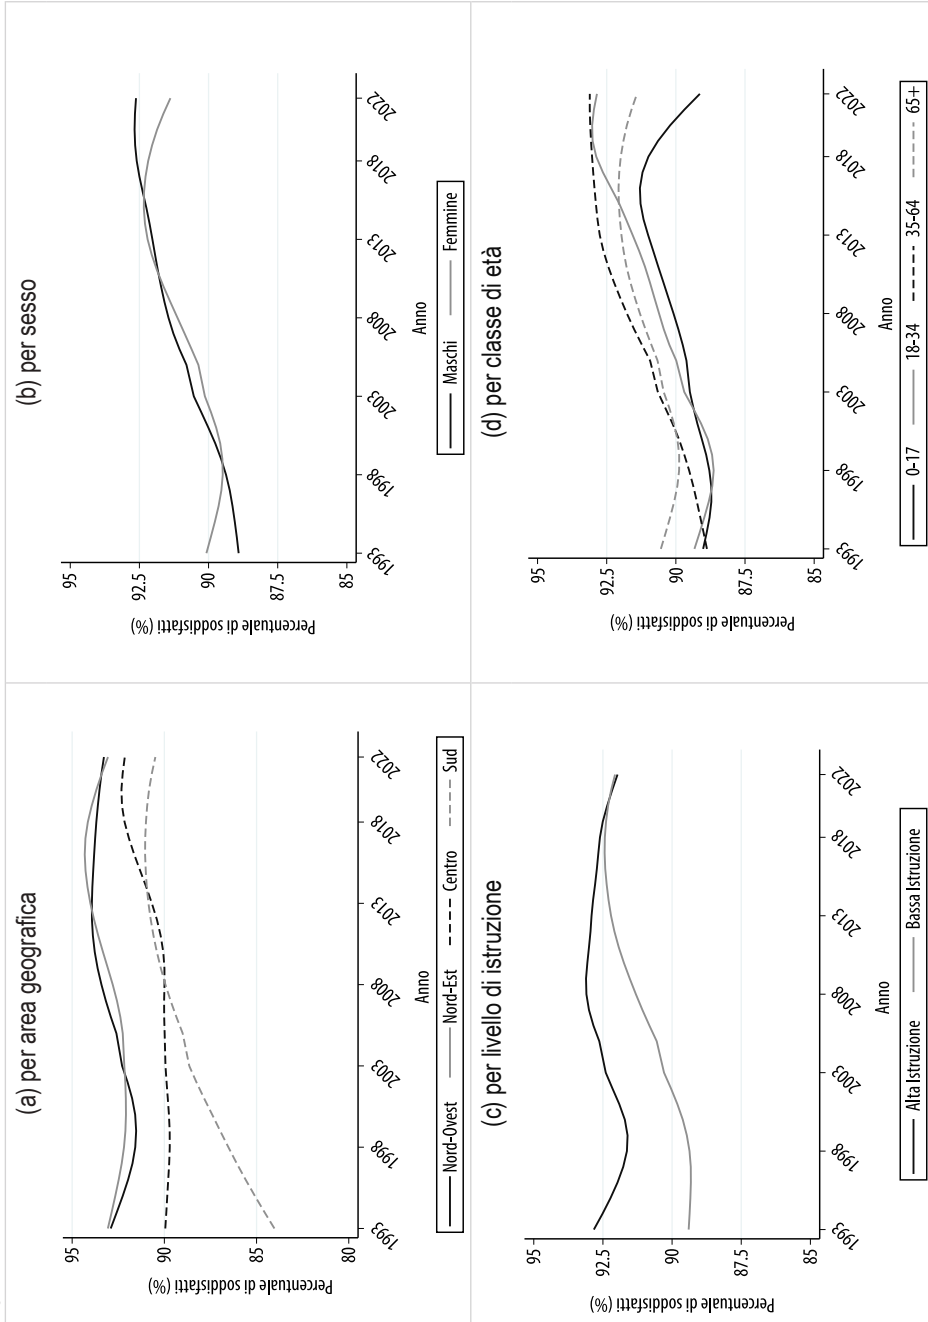 (a) per area geografica
Percentuale di soddisfatti (%)
95
90
85
80
1993
1998
2003
2008
2013
2018
2022
Anno
Nord-Ovest Nord-Est Centro Sud
(b) per sesso
Percentuale di soddisfatti (%)
95
92.5
90
87.5
85
1993
1998
2003
2008
2013
2018
2022
Anno
Maschi Femmine
(c) per livello di istruzione
Percentuale di soddisfatti (%)
95
92.5
90
87.5
85
1993
1998
2003
2008
2013
2018
2022
Anno
Alta Istruzione Bassa Istruzione
(d) per classe di età
Percentuale di soddisfatti (%)
95
92.5
90
87.5
85
1993
1998
2003
2008
2013
2018
2022
Anno
0-17 18-34 35-64 65+